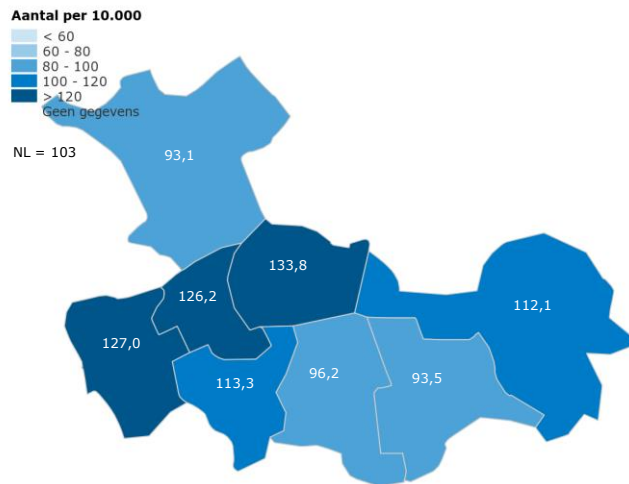 Aantal per 10.000
< 60
60 - 80
80 - 100
100 - 120
> 120
Geen gegevens
NL = 103
93,1
133,8
126,2
112,1
127,0
113,3
96,2
93,5